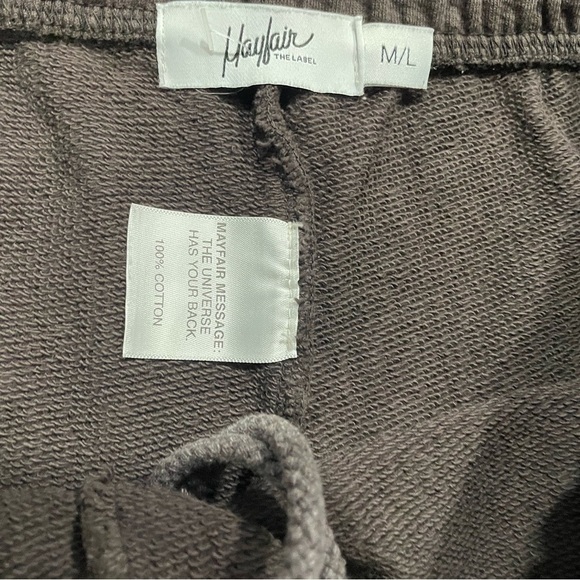 Mayfair
THE LABEL
M/L
MAYFAIR MESSAGE:
THE UNIVERSE
HAS YOUR BACK.
100% COTTON